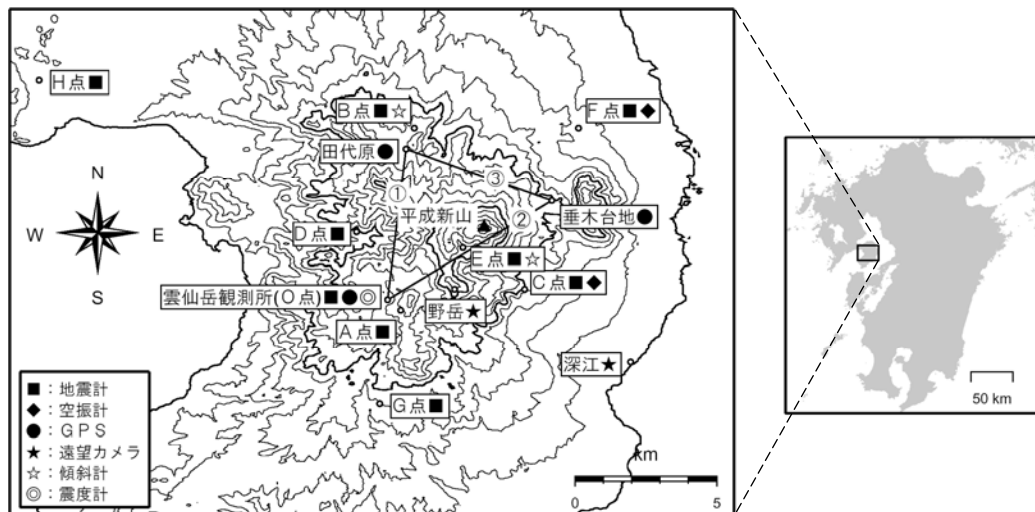 H点■
B点■☆
F点■◆
田代原●
N
①
③
W
E
S
平成新山
②
垂木台地●
D点■
E点■☆
C点■◆
雲仙岳観測所(O点)■●◎
野岳★
A点■
深江★
G点■
■:地震計
◆:空振計
●:GPS
★:遠望カメラ
☆:傾斜計
◎:震度計
km
0 5
50 km